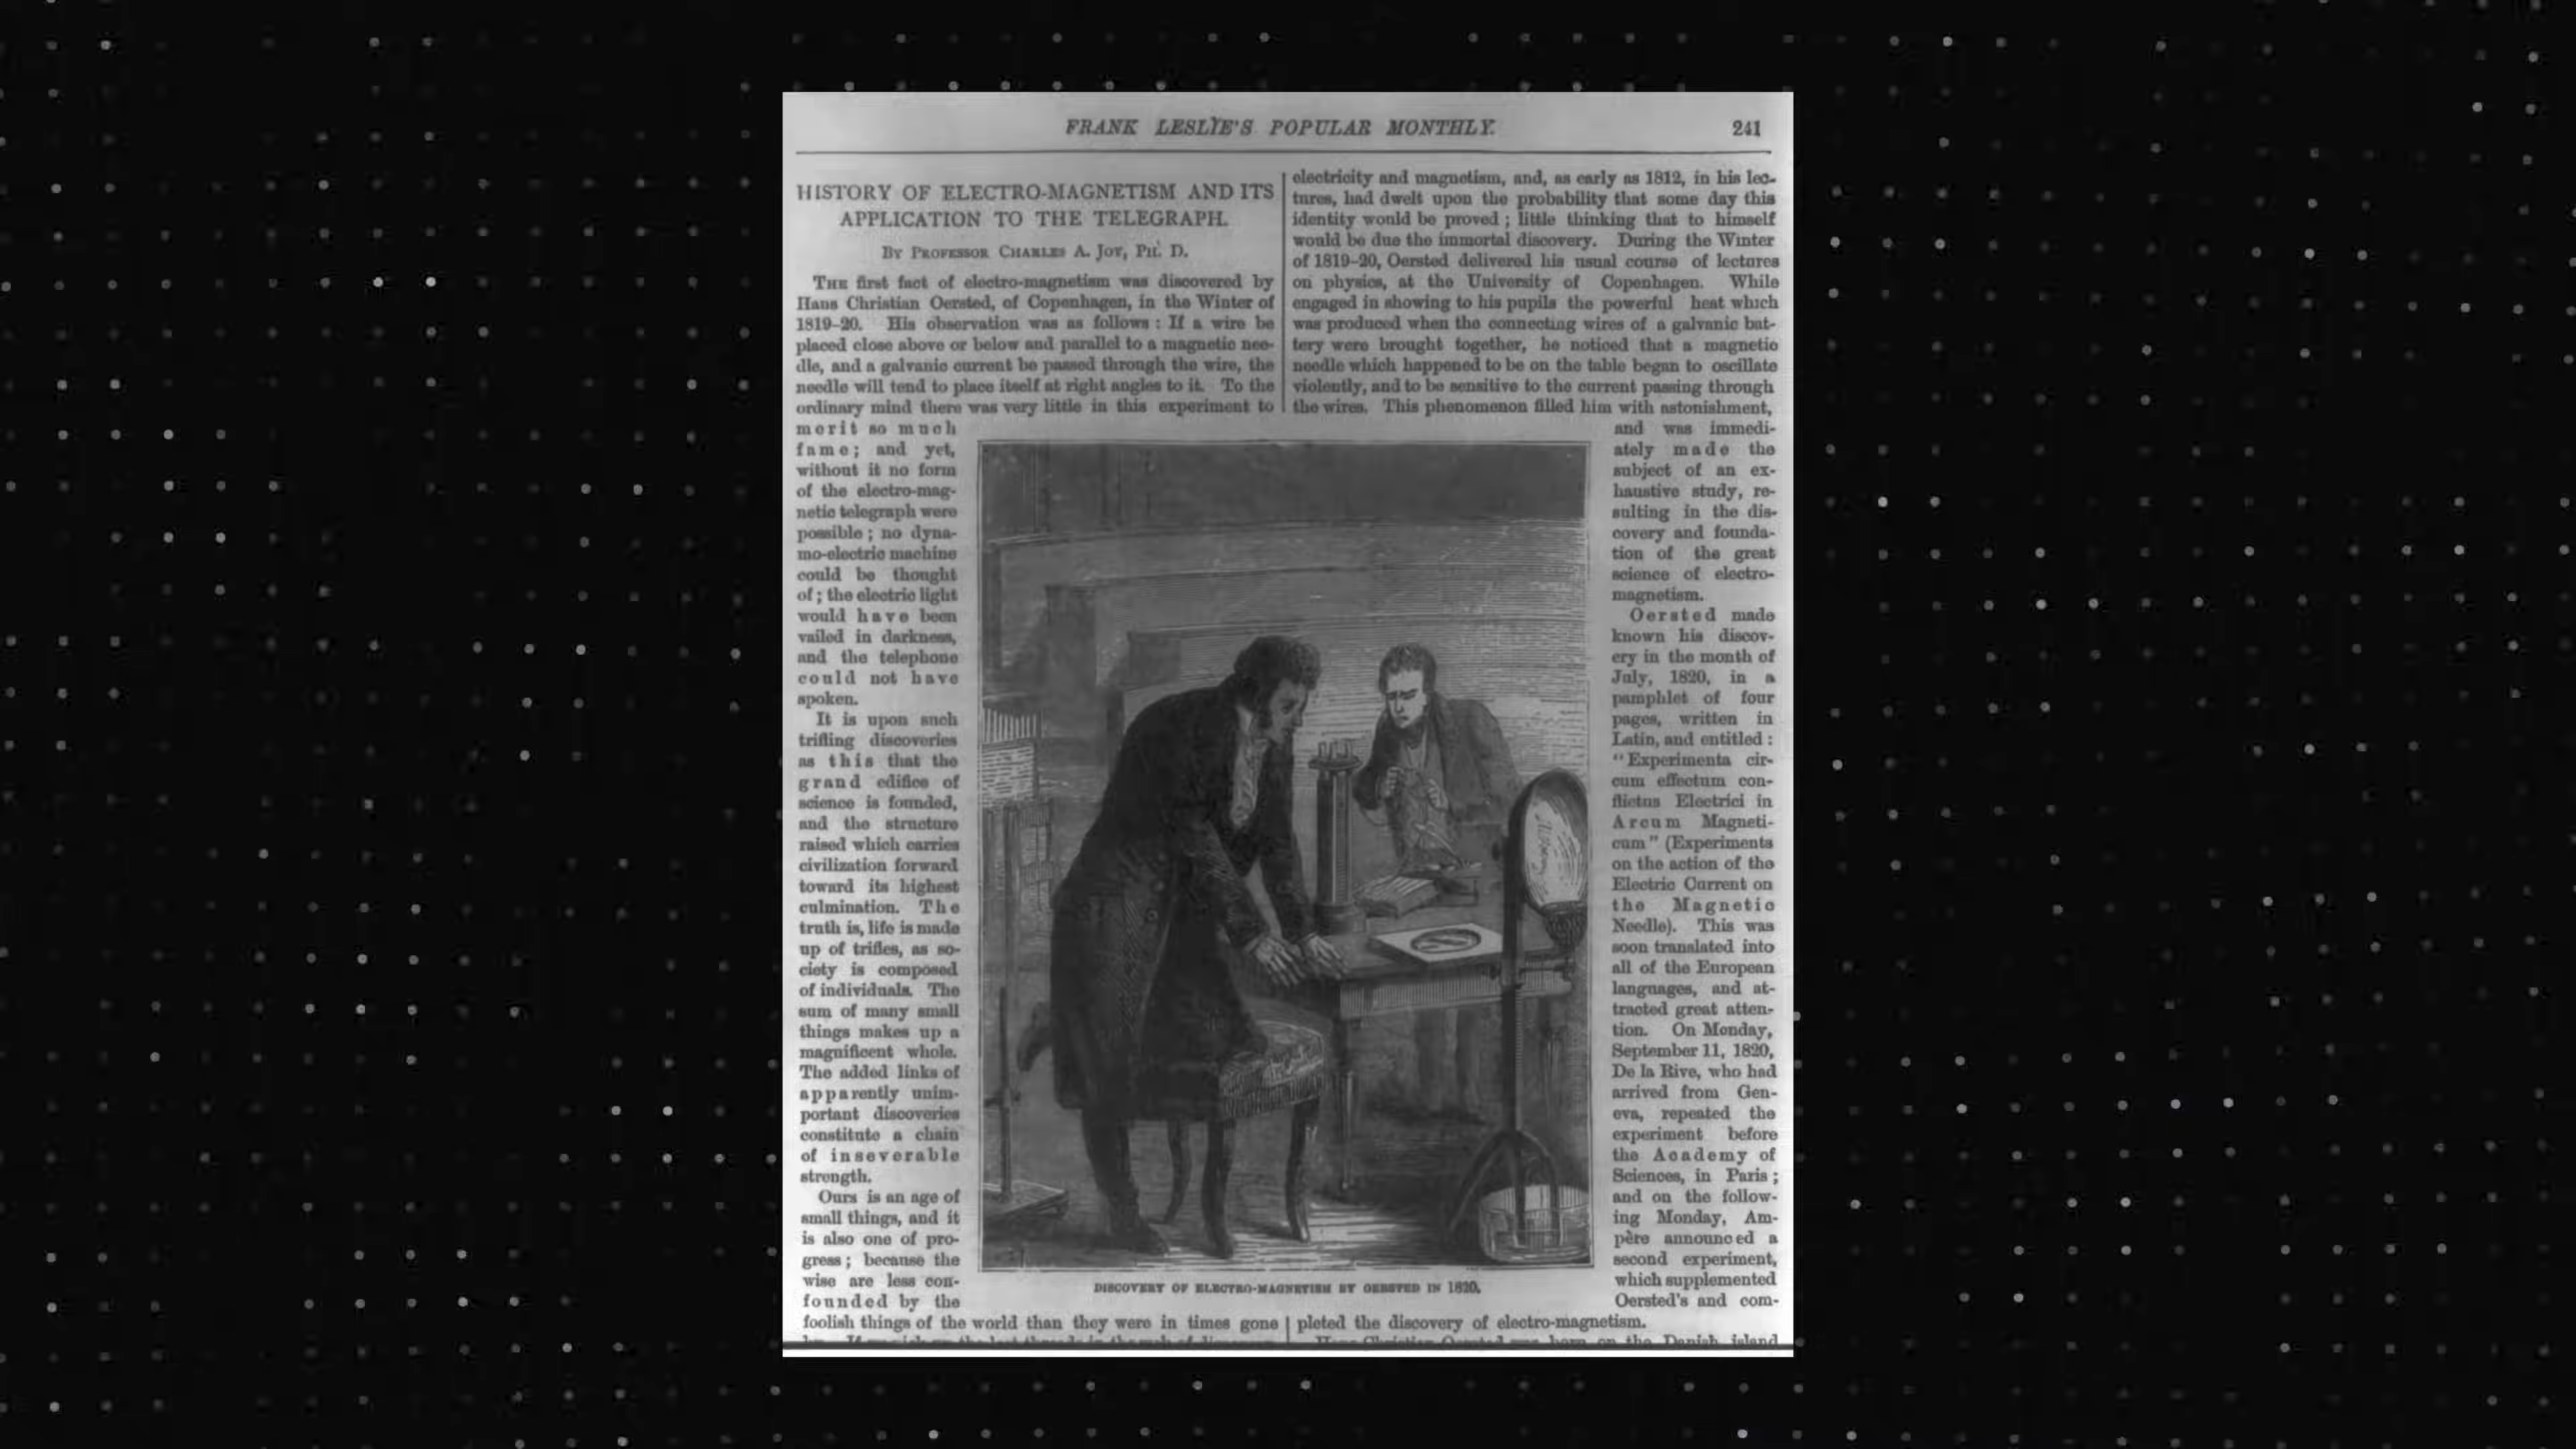 FRANK LESLIE'S POPULAR MONTHLY.
241
HISTORY OF ELECTRO-MAGNETISM AND ITS
APPLICATION TO THE TELEGRAPH.
BY PROFESSOR CHARLES A. JOY, PH. D.
THE first fact of electro-magnetism was discovered by
Hans Christian Oersted, of Copenhagen, in the Winter of
1819-20. His observation was as follows : If a wire be
placed close above or below and parallel to a magnetic nee-
dle, and a galvanic current be passed through the wire, the
needle will tend to place itself at right angles to it. To the
ordinary mind there was very little in this experiment to
merit so much
fame; and yet,
without it no form
of the electro-mag-
netic telegraph were
possible ; no dyna-
mo-electric machine
could be thought
of ; the electric light
would have been
vailed in darkness,
and the telephone
could not have
spoken.
It is upon such
trifling discoveries
as this that the
grand edifice of
science is founded,
and the structure
raised which carries
civilization forward
toward its highest
culmination. The
truth is, life is made
up of trifles, as so-
ciety is composed
of individuals. The
sum of many small
things makes up a
magnificent whole.
The added links of
apparently unim-
portant discoveries
constitute a chain
of inseverable
strength.
Ours is an age of
small things, and it
is also one of pro-
gress ; because the
wise are less con-
founded by the
foolish things of the world than they were in times gone
electricity and magnetism, and, as early as 1812, in his lec-
tures, had dwelt upon the probability that some day this
identity would be proved ; little thinking that to himself
would be due the immortal discovery. During the Winter
of 1819-20, Oersted delivered his usual course of lectures
on physics, at the University of Copenhagen. While
engaged in showing to his pupils the powerful heat which
was produced when the connecting wires of a galvanic bat-
tery were brought together, he noticed that a magnetic
needle which happened to be on the table began to oscillate
violently, and to be sensitive to the current passing through
the wires. This phenomenon filled him with astonishment,
and was immedi-
ately made the
subject of an ex-
haustive study, re-
sulting in the dis-
covery and founda-
tion of the great
science of electro-
magnetism.
Oersted made
known his discov-
ery in the month of
July, 1820, in a
pamphlet of four
pages, written in
Latin, and entitled :
"Experimenta cir-
cum effectum con-
flictus Electrici in
Arcum Magneti-
cum" (Experiments
on the action of the
Electric Current on
the Magnetic
Needle). This was
soon translated into
all of the European
languages, and at-
tracted great atten-
tion. On Monday,
September 11, 1820,
De la Rive, who had
arrived from Gen-
eva, repeated the
experiment before
the Academy of
Sciences, in Paris ;
and on the follow-
ing Monday, Am-
père announced a
second experiment,
which supplemented
Oersted's and com-
pleted the discovery of electro-magnetism.
Hans Christian Oersted was born on the Danish island
DISCOVERY OF ELECTRO-MAGNETISM BY OERSTED IN 1820.